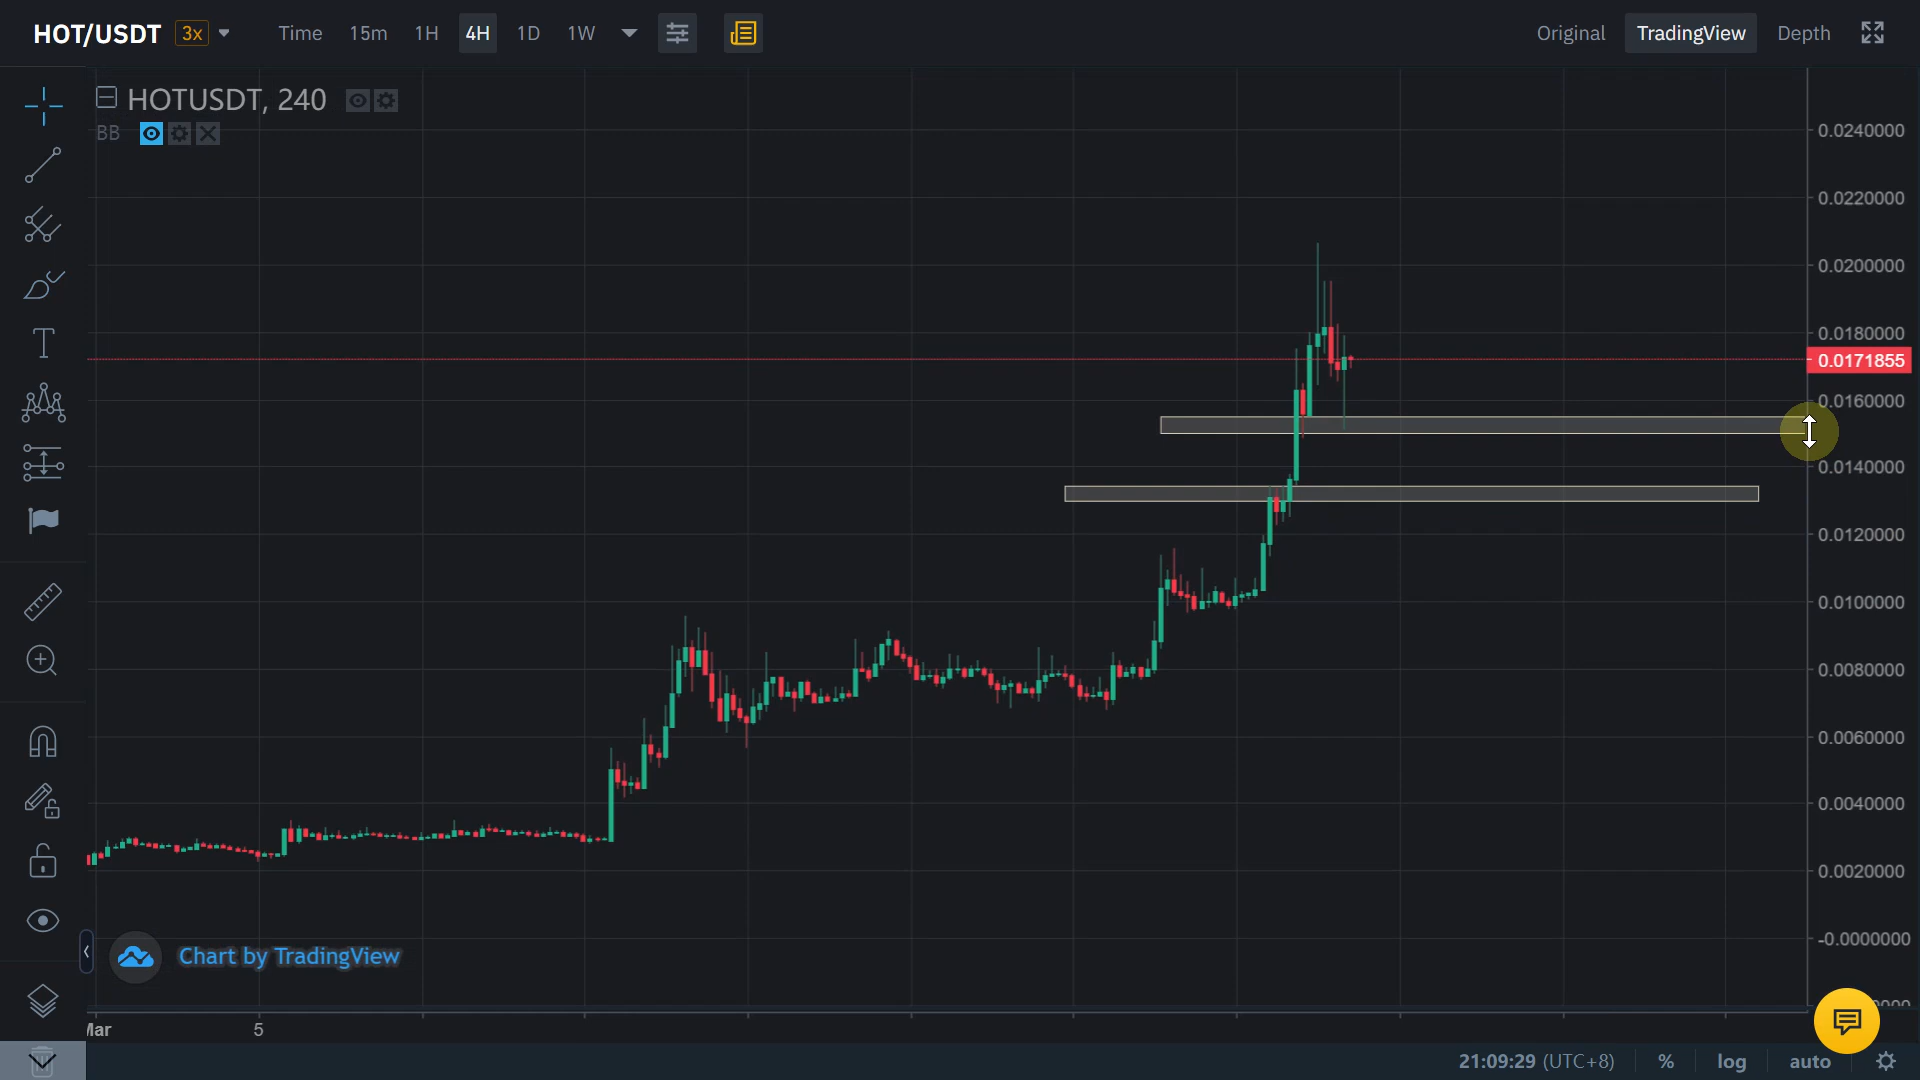 HOT/USDT 3x Time 15m 1H 4H 1D 1W Original TradingView Depth
HOTUSDT, 240
BB
0.0240000
0.0220000
0.0200000
0.0180000
0.0171855
0.0160000
0.0140000
0.0120000
0.0100000
0.0080000
0.0060000
0.0040000
0.0020000
-0.0000000
Chart by TradingView
Mar 5
21:09:29 (UTC+8) % log auto